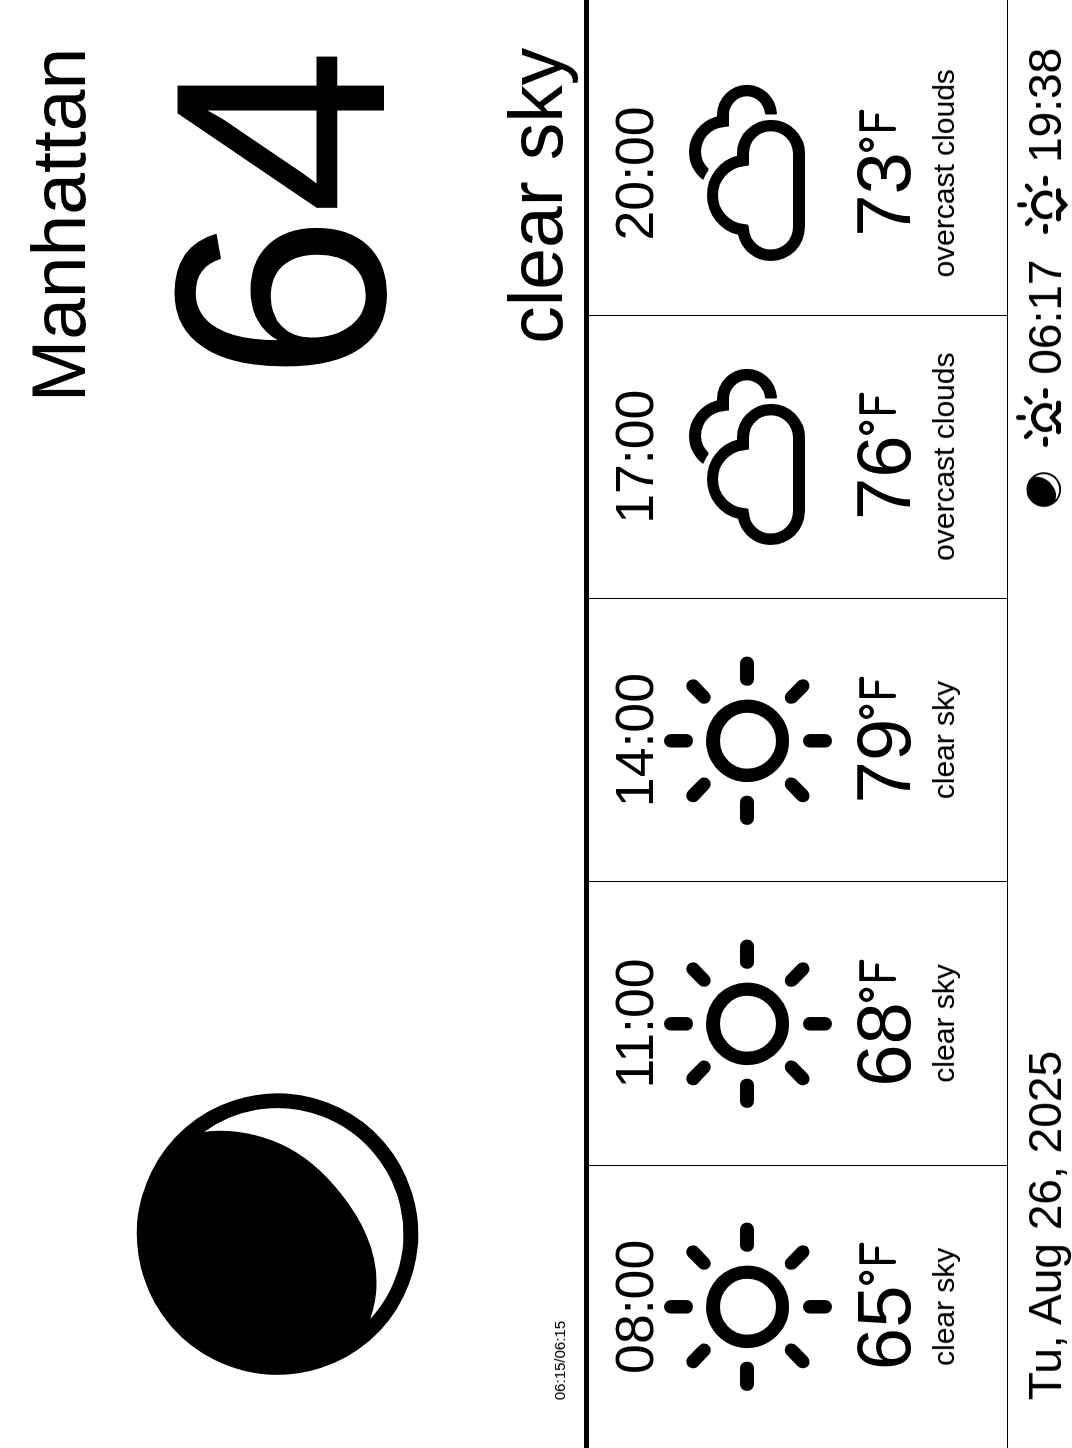 Manhattan
64
clear sky
06:15/06:15
08:00
65°F
clear sky
11:00
68°F
clear sky
14:00
79°F
clear sky
17:00
76°F
overcast clouds
20:00
73°F
overcast clouds
Tu, Aug 26, 2025
06:17
19:38